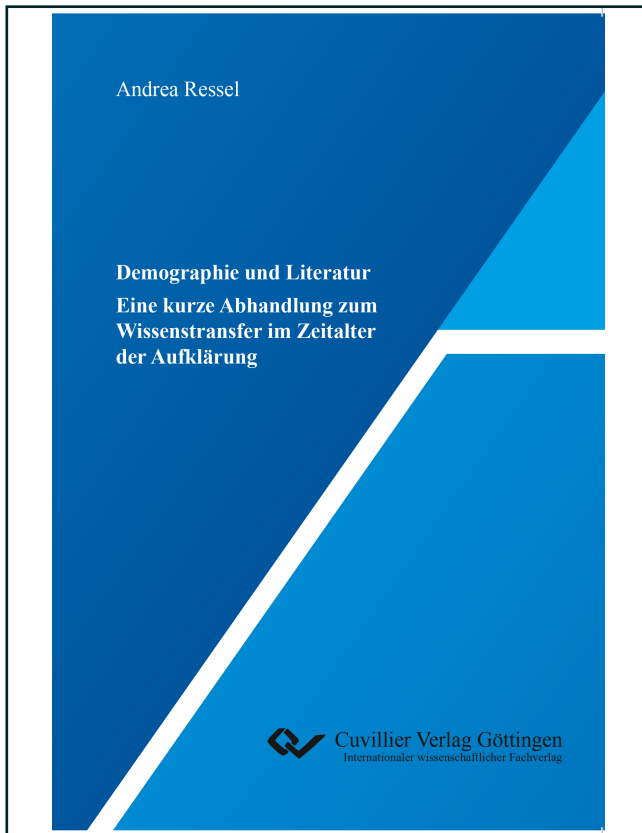 Andrea Ressel
Demographie und Literatur
Eine kurze Abhandlung zum
Wissenstransfer im Zeitalter
der Aufklärung
Cuvillier Verlag Göttingen
Internationaler wissenschaftlicher Fachverlag